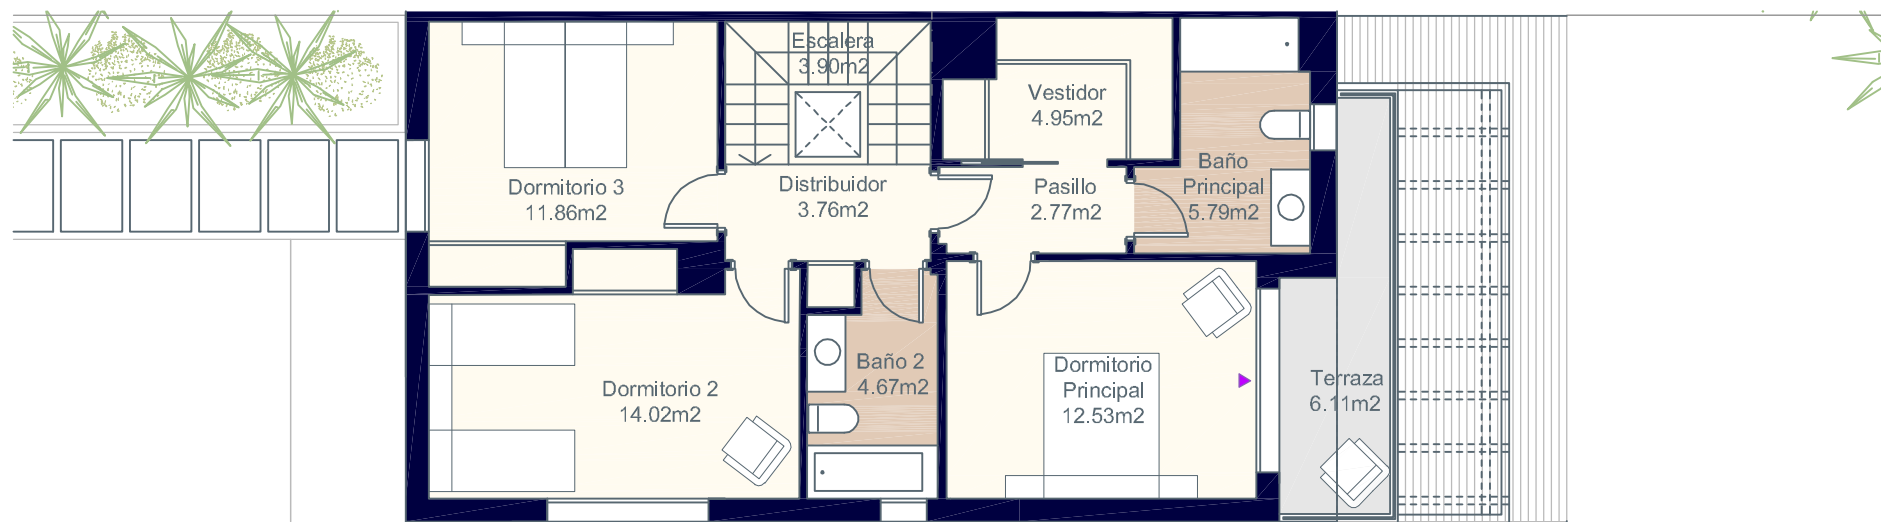 Escalera
3.90m2
Vestidor
4.95m2
Baño
Principal
5.79m2
Dormitorio 3
11.86m2
Distribuidor
3.76m2
Pasillo
2.77m2
Dormitorio 2
14.02m2
Baño 2
4.67m2
Dormitorio
Principal
12.53m2
Terraza
6.11m2